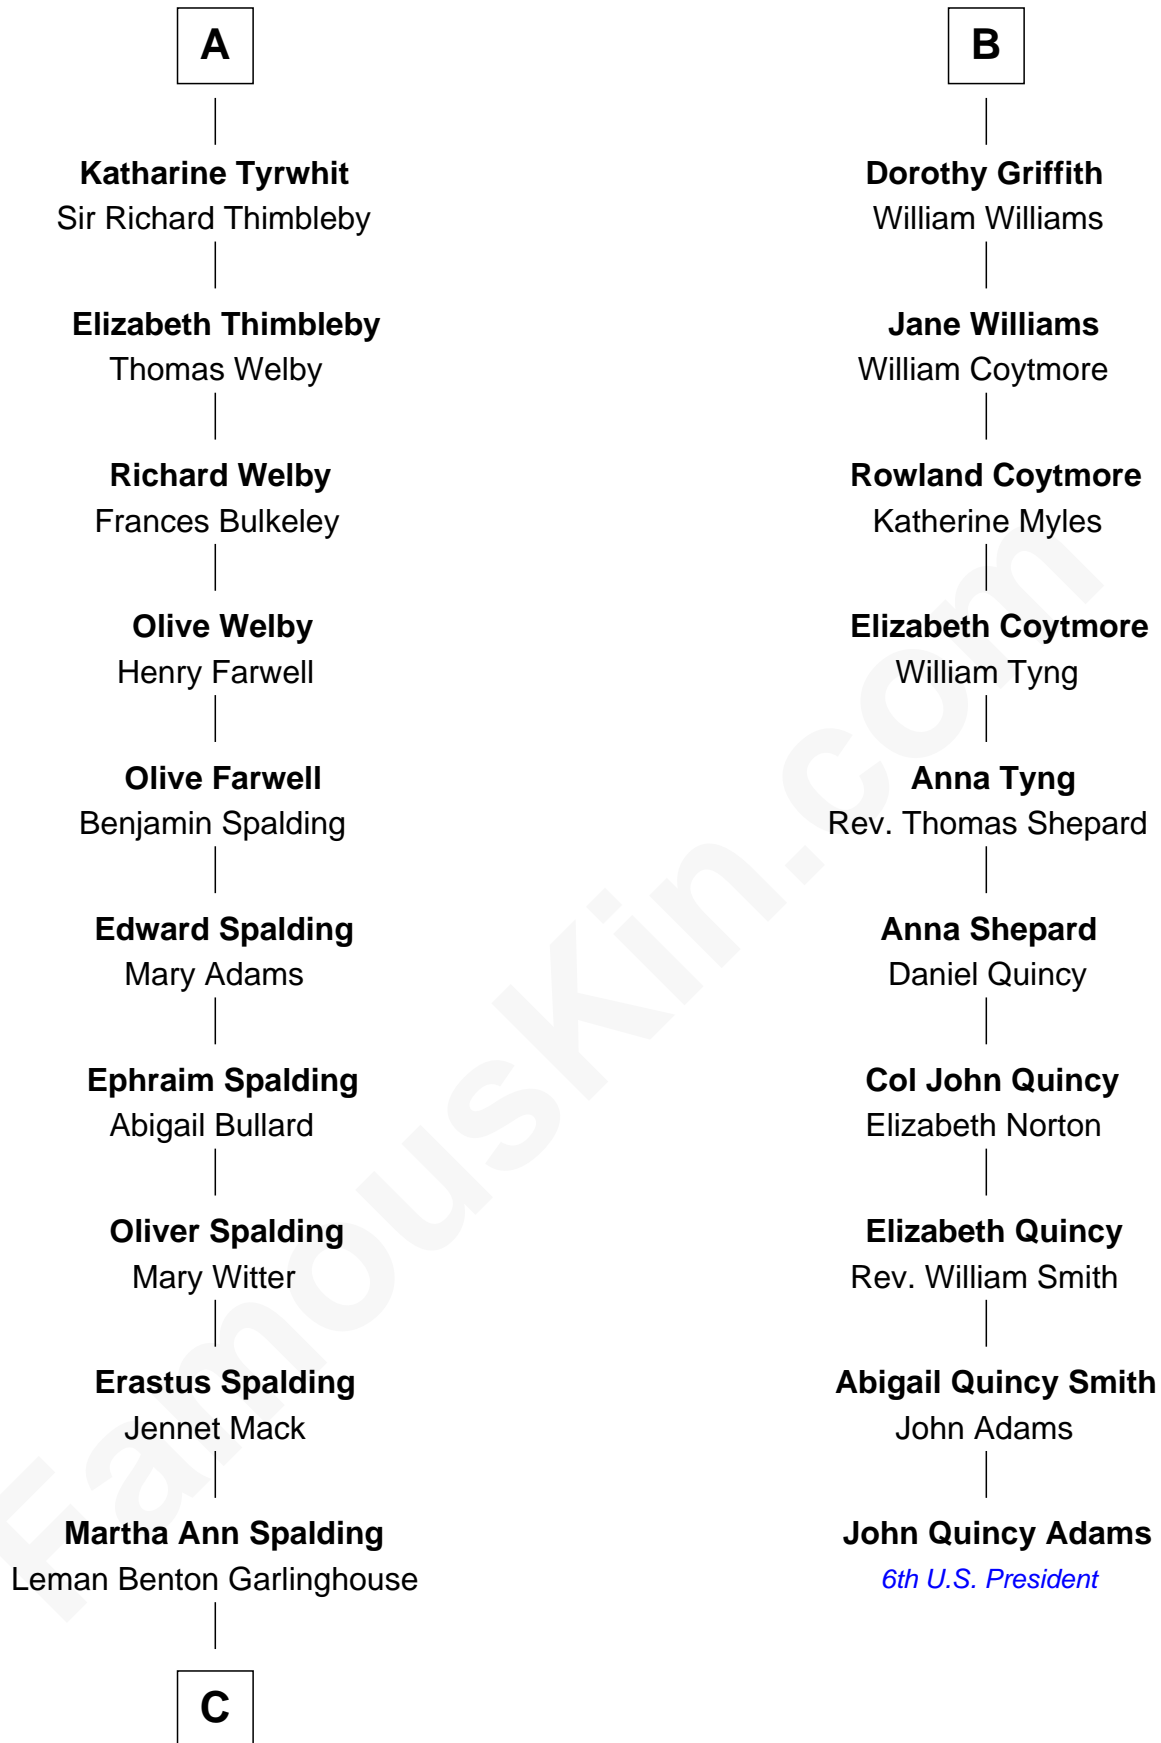 A
Katharine Tyrwhit
Sir Richard Thimbleby
Elizabeth Thimbleby
Thomas Welby
Richard Welby
Frances Bulkeley
Olive Welby
Henry Farwell
Olive Farwell
Benjamin Spalding
Edward Spalding
Mary Adams
Ephraim Spalding
Abigail Bullard
Oliver Spalding
Mary Witter
Erastus Spalding
Jennet Mack
Martha Ann Spalding
Leman Benton Garlinghouse
C
B
Dorothy Griffith
William Williams
Jane Williams
William Coytmore
Rowland Coytmore
Katherine Myles
Elizabeth Coytmore
William Tyng
Anna Tyng
Rev. Thomas Shepard
Anna Shepard
Daniel Quincy
Col John Quincy
Elizabeth Norton
Elizabeth Quincy
Rev. William Smith
Abigail Quincy Smith
John Adams
John Quincy Adams
6th U.S. President
FamousKin.com